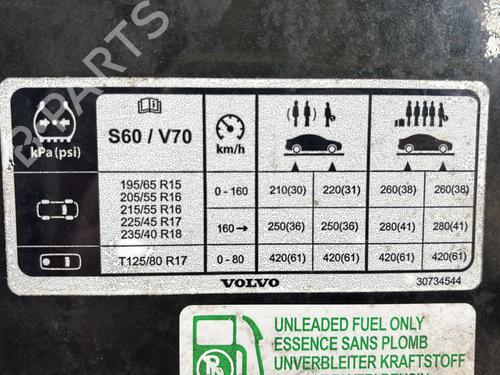 B-PARTS
kPa (psi) S60 / V70 km/h
195/65 R15
205/55 R16
215/55 R16
225/45 R17
235/40 R18
0 - 160 210(30) 220(31) 260(38) 260(38)
160→ 250(36) 250(36) 280(41) 280(41)
T125/80 R17 0 - 80 420(61) 420(61) 420(61) 420(61)
VOLVO 30734544
UNLEADED FUEL ONLY
ESSENCE SANS PLOMB
UNVERBLEITER KRAFTSTOFF